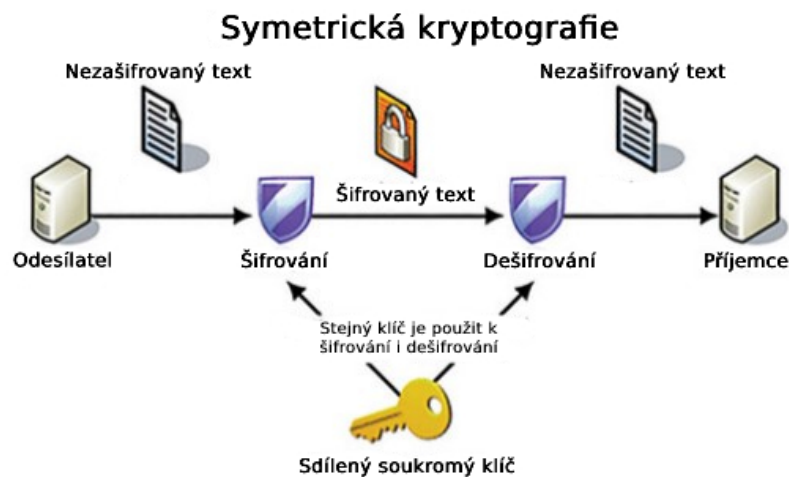 Symetrická kryptografie
Nezašifrovaný text
Nezašifrovaný text
Šifrovaný text
Odesílatel
Šifrování
Dešifrování
Příjemce
Stejný klíč je použit k
šifrování i dešifrování
Sdílený soukromý klíč